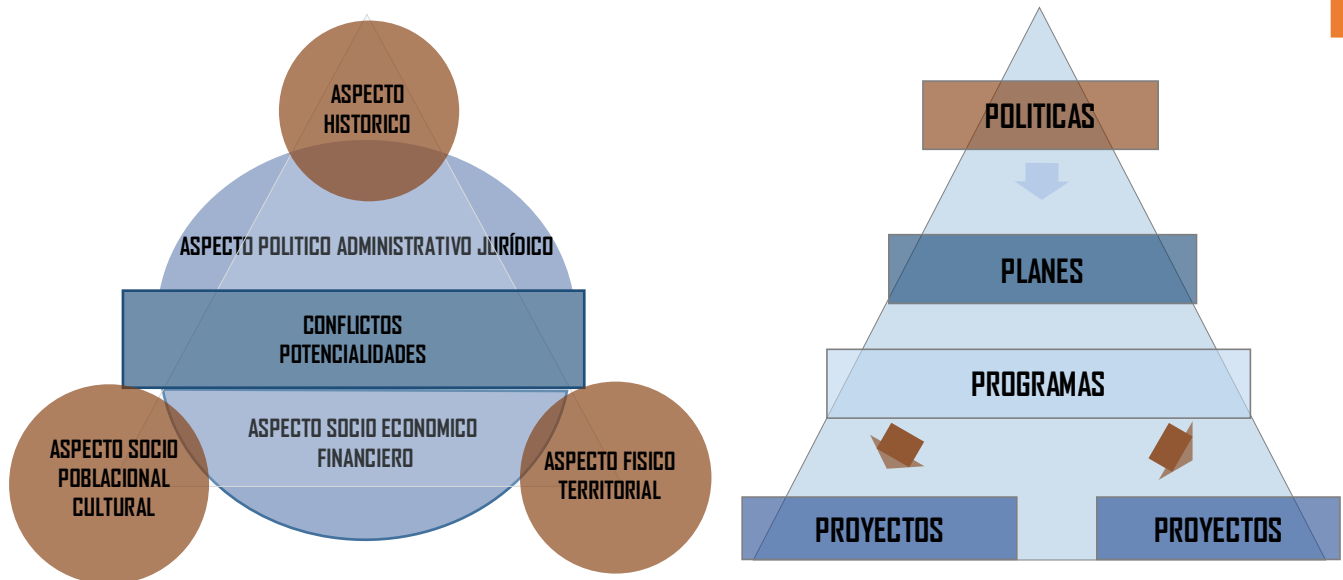 ASPECTO
HISTORICO
ASPECTO POLITICO ADMINISTRATIVO JURÍDICO
CONFLICTOS
POTENCIALIDADES
ASPECTO SOCIO ECONOMICO
FINANCIERO
ASPECTO SOCIO
POBLACIONAL
CULTURAL
ASPECTO FISICO
TERRITORIAL
POLITICAS
PLANES
PROGRAMAS
PROYECTOS
PROYECTOS